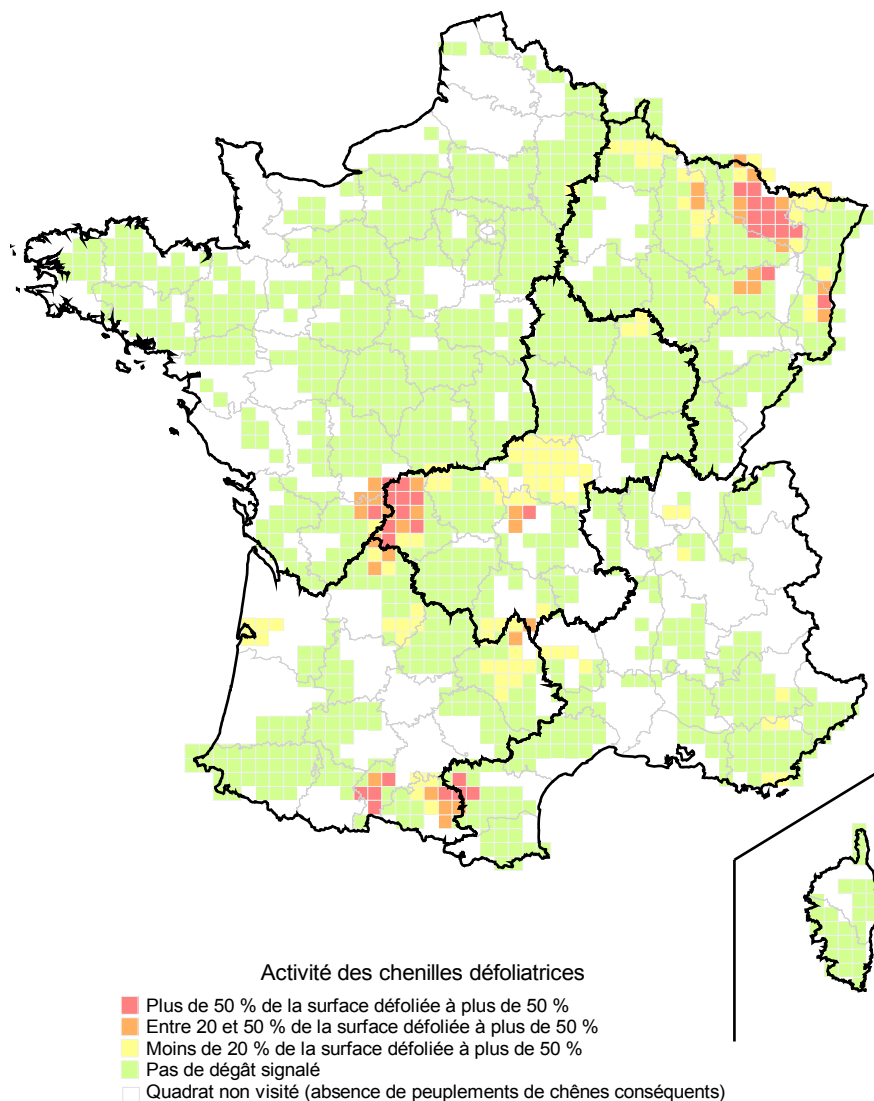 Activité des chenilles défoliatrices
Plus de 50 % de la surface défoliée à plus de 50 %
Entre 20 et 50 % de la surface défoliée à plus de 50 %
Moins de 20 % de la surface défoliée à plus de 50 %
Pas de dégât signalé
Quadrat non visité (absence de peuplements de chênes conséquents)